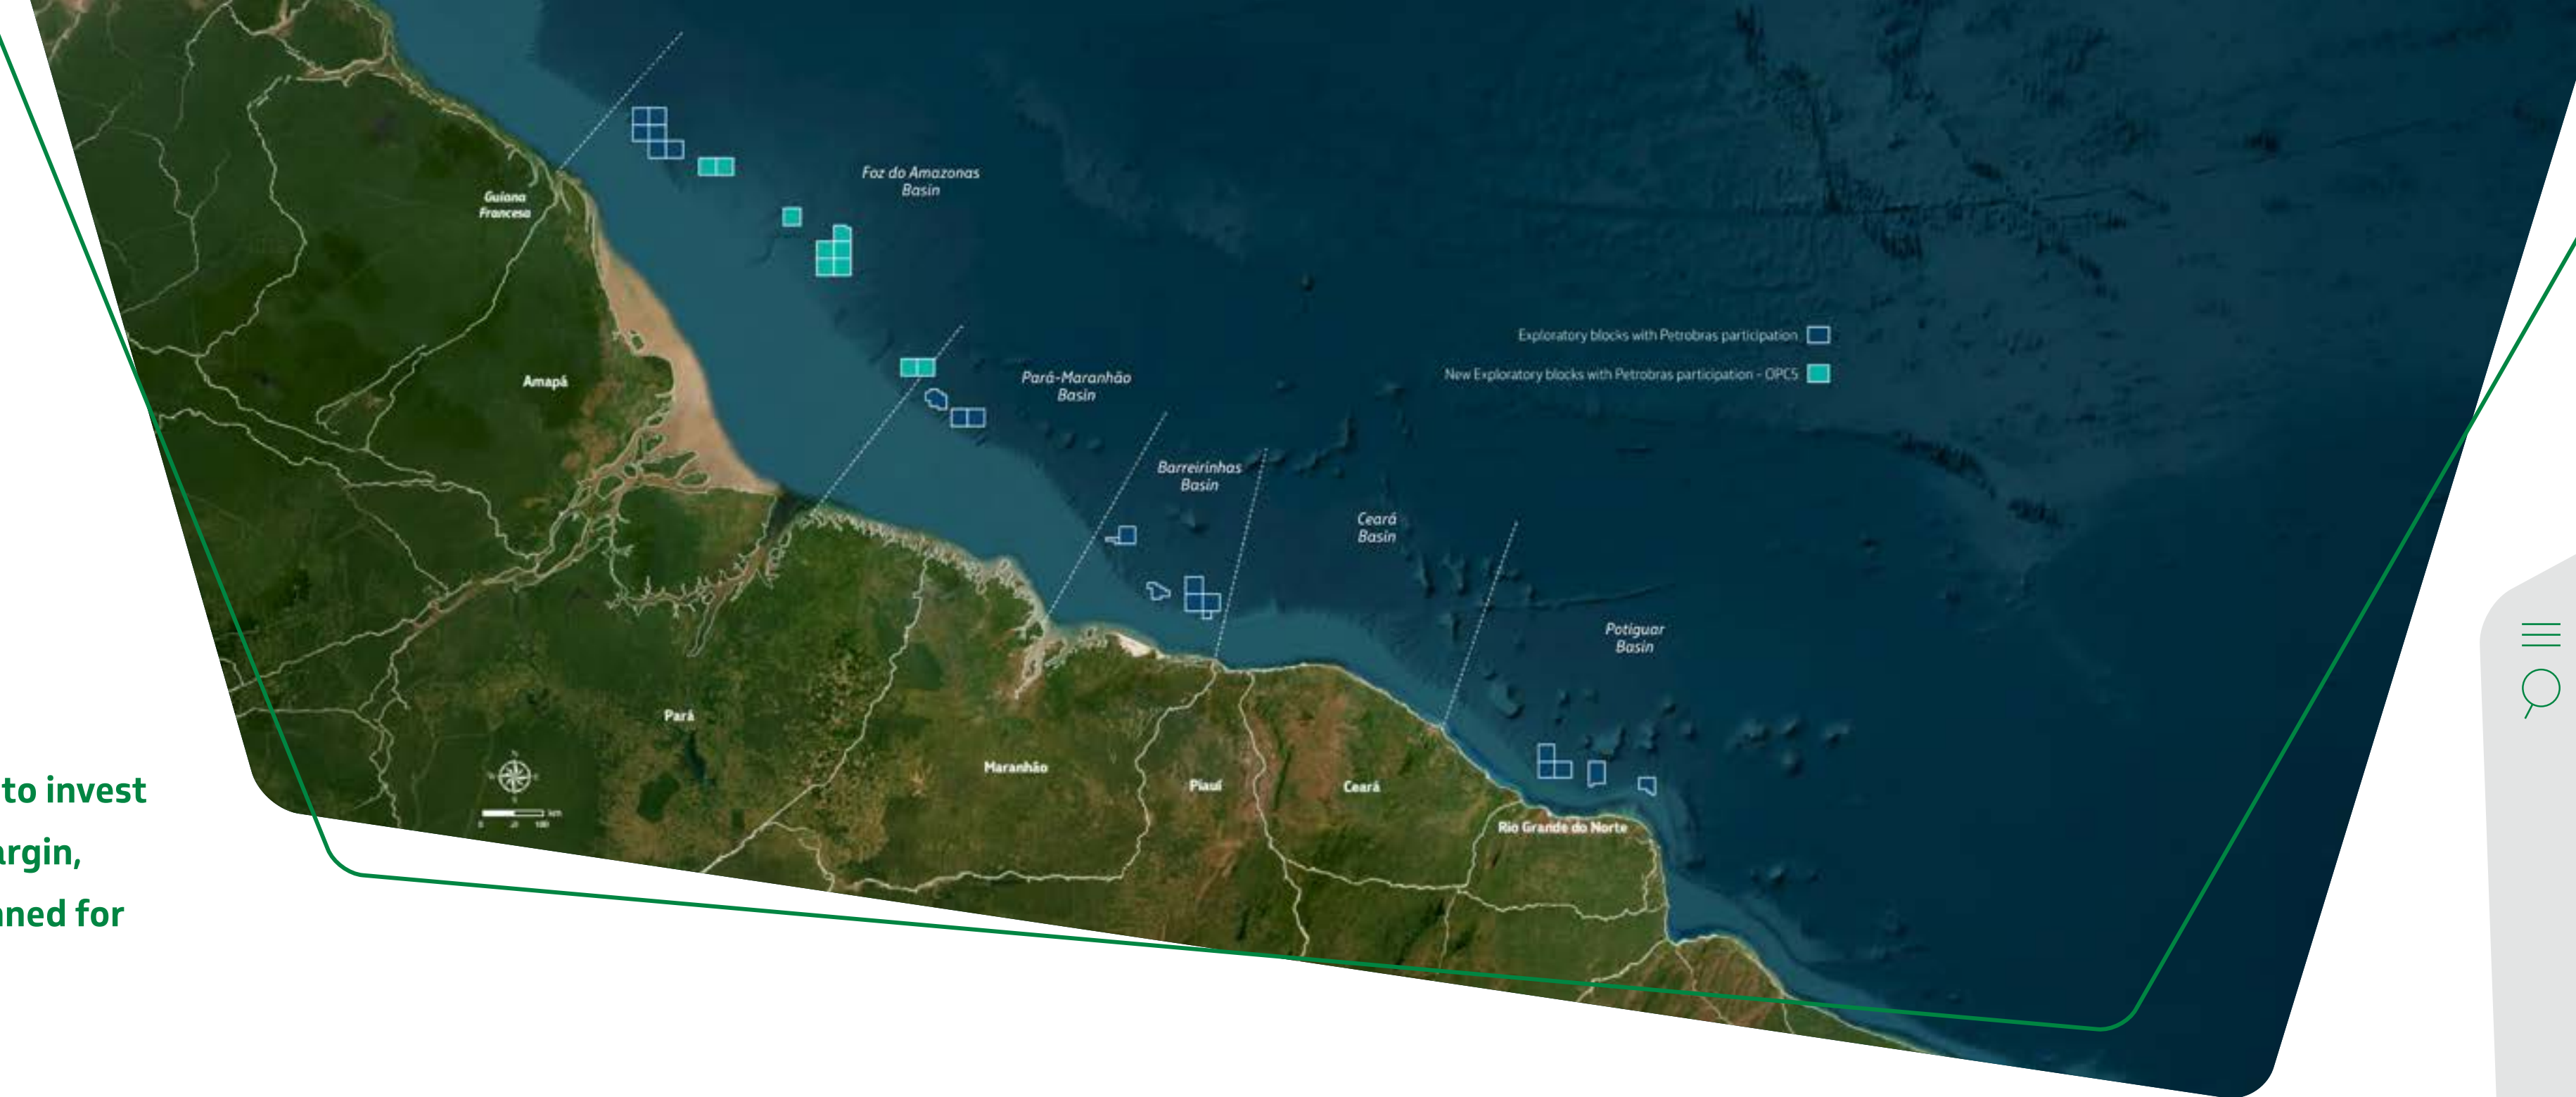 Foz do Amazonas
Basin
Guiana
Francesa
Exploratory blocks with Petrobras participation
New Exploratory blocks with Petrobras participation - OPC5
Amapá
Pará-Maranhão
Basin
Barreirinhas
Basin
Ceará
Basin
Potiguar
Basin
Pará
Maranhão
Piauí
Ceará
Rio Grande do Norte
km
to invest
argin,
ned for